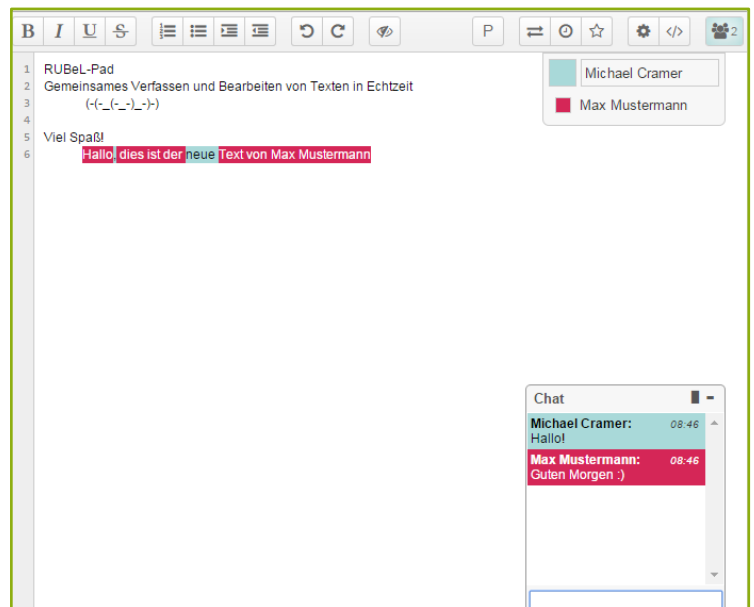 B I U S P </> 2
1 RUBeL-Pad
2 Gemeinsames Verfassen und Bearbeiten von Texten in Echtzeit
3 (-(-_(-_-)_-)-)
4
5 Viel Spaß!
6 Hallo, dies ist der neue Text von Max Mustermann
Michael Cramer
Max Mustermann
Chat
Michael Cramer: 08:46
Hallo!
Max Mustermann: 08:46
Guten Morgen :)